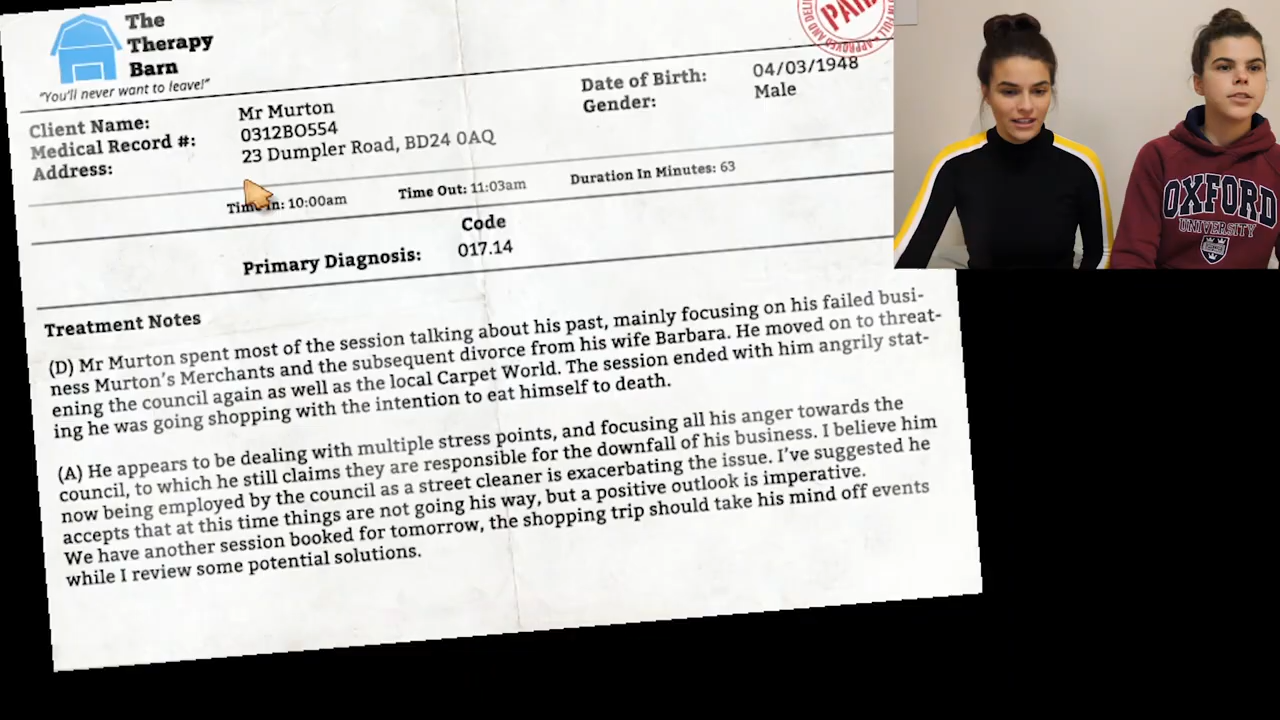 The
Therapy
Barn
"You'll never want to leave!"
PAID
Client Name: Mr Murton
Medical Record #: 0312BO554
Address: 23 Dumpler Road, BD24 0AQ
Date of Birth: 04/03/1948
Gender: Male
Time In: 10:00am Time Out: 11:03am Duration In Minutes: 63
Code
Primary Diagnosis: 017.14
Treatment Notes
(D) Mr Murton spent most of the session talking about his past, mainly focusing on his failed busi-
ness Murton's Merchants and the subsequent divorce from his wife Barbara. He moved on to threat-
ening the council again as well as the local Carpet World. The session ended with him angrily stat-
ing he was going shopping with the intention to eat himself to death.
(A) He appears to be dealing with multiple stress points, and focusing all his anger towards the
council, to which he still claims they are responsible for the downfall of his business. I believe him
now being employed by the council as a street cleaner is exacerbating the issue. I've suggested he
accepts that at this time things are not going his way, but a positive outlook is imperative.
We have another session booked for tomorrow, the shopping trip should take his mind off events
while I review some potential solutions.
OXFORD
UNIVERSITY